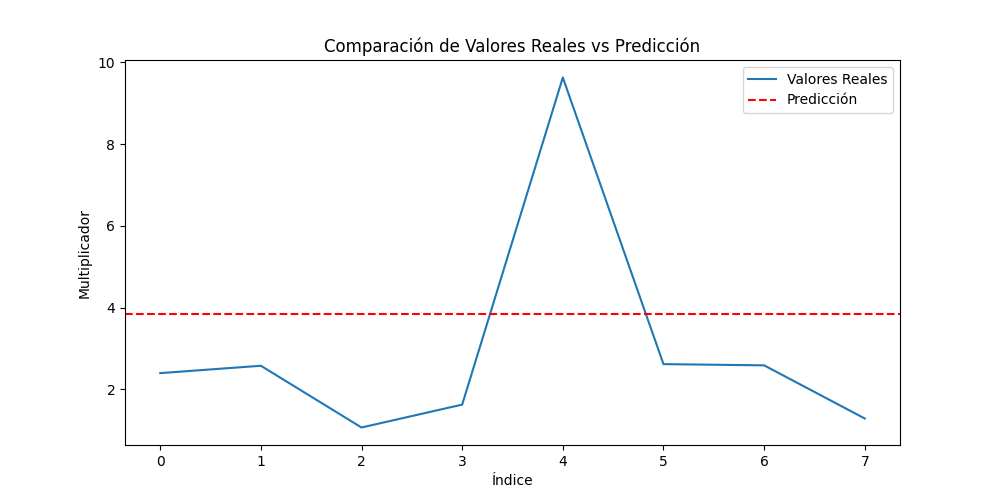 Comparación de Valores Reales vs Predicción
Valores Reales
Predicción
Multiplicador
10
8
6
4
2
0 1 2 3 4 5 6 7
Índice